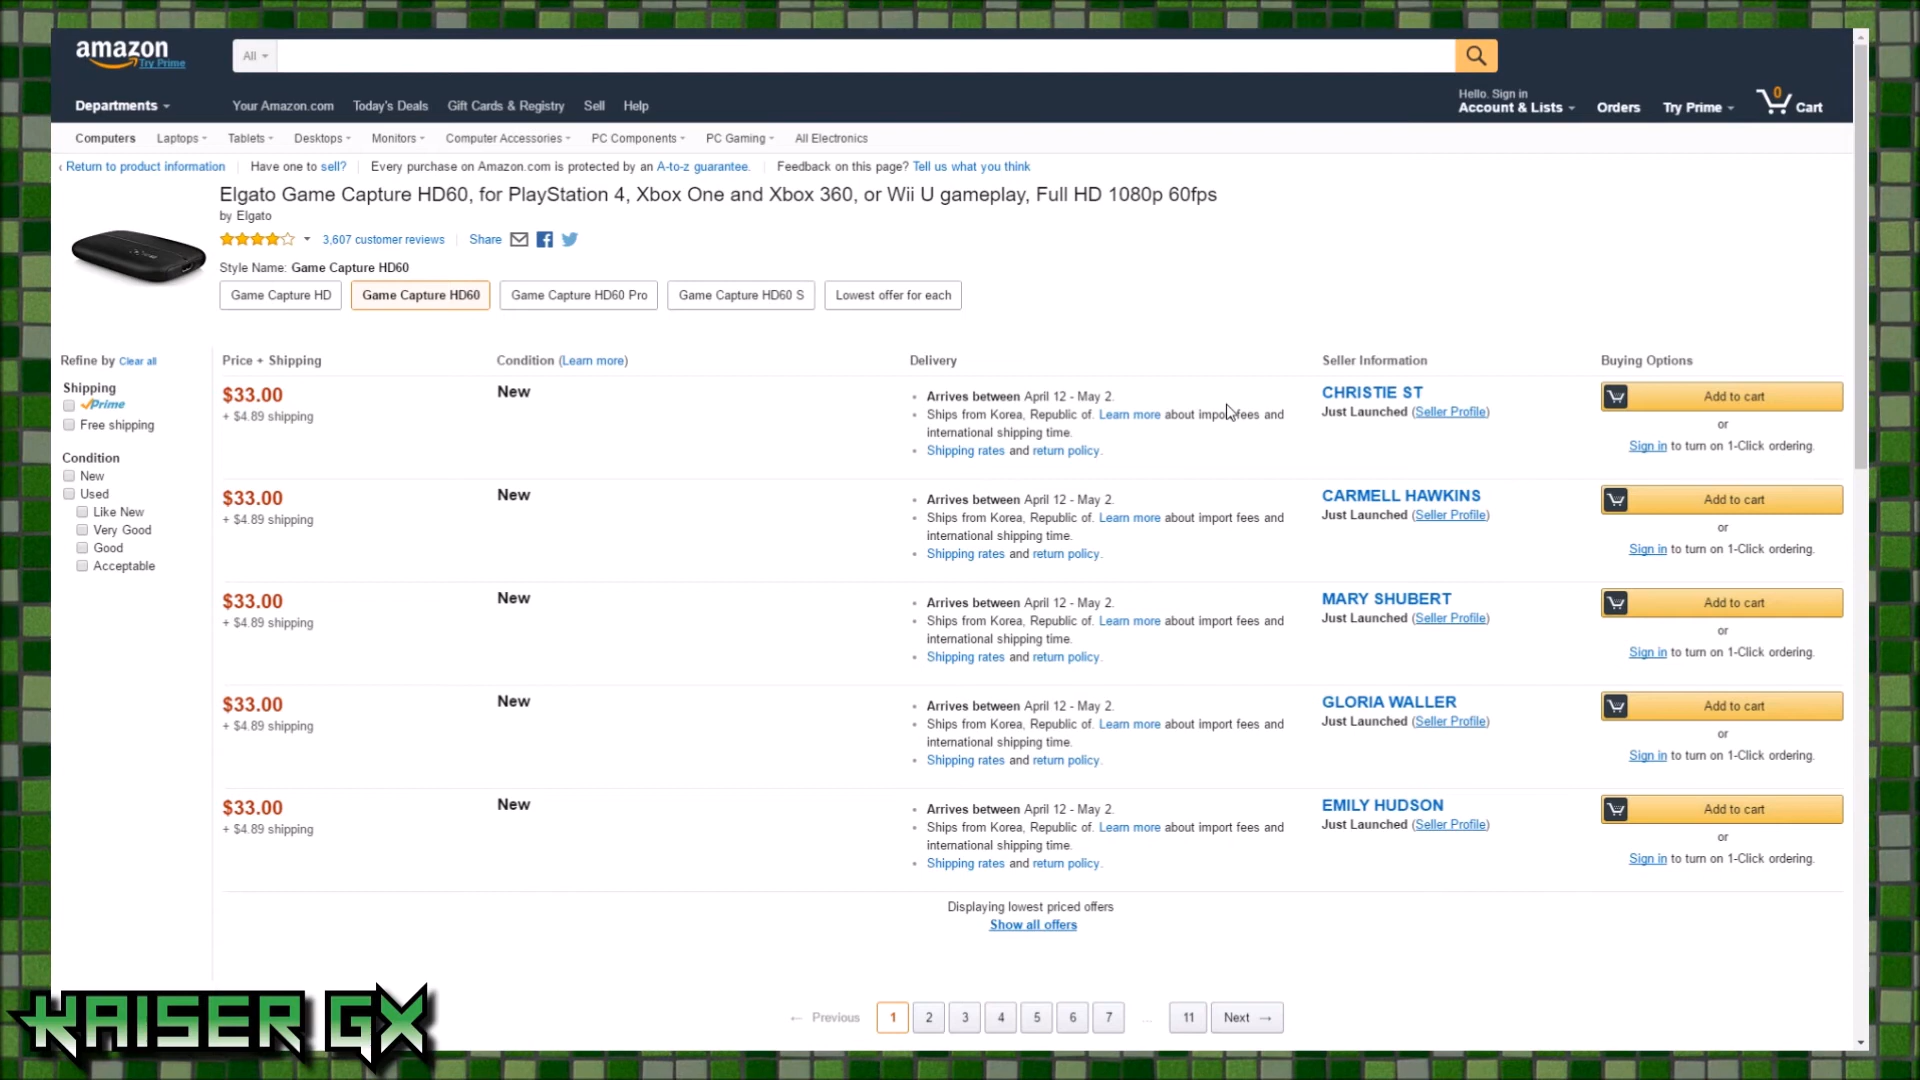 amazon
Try Prime
All
Departments
Your Amazon.com Today's Deals Gift Cards & Registry Sell Help
Hello. Sign in
Account & Lists
Orders
Try Prime
0
Cart
Computers Laptops Tablets Desktops Monitors Computer Accessories PC Components PC Gaming All Electronics
‹ Return to product information | Have one to sell? | Every purchase on Amazon.com is protected by an A-to-z guarantee. | Feedback on this page? Tell us what you think
Elgato Game Capture HD60, for PlayStation 4, Xbox One and Xbox 360, or Wii U gameplay, Full HD 1080p 60fps
by Elgato
3,607 customer reviews | Share
Style Name: Game Capture HD60
Game Capture HD Game Capture HD60 Game Capture HD60 Pro Game Capture HD60 S Lowest offer for each
Refine by Clear all
Shipping
Prime
Free shipping
Condition
New
Used
Like New
Very Good
Good
Acceptable
Price + Shipping Condition (Learn more) Delivery Seller Information Buying Options
$33.00
+ $4.89 shipping
New
• Arrives between April 12 - May 2.
• Ships from Korea, Republic of. Learn more about import fees and
international shipping time.
• Shipping rates and return policy.
CHRISTIE ST
Just Launched (Seller Profile)
Add to cart
or
Sign in to turn on 1-Click ordering.
$33.00
+ $4.89 shipping
New
• Arrives between April 12 - May 2.
• Ships from Korea, Republic of. Learn more about import fees and
international shipping time.
• Shipping rates and return policy.
CARMELL HAWKINS
Just Launched (Seller Profile)
Add to cart
or
Sign in to turn on 1-Click ordering.
$33.00
+ $4.89 shipping
New
• Arrives between April 12 - May 2.
• Ships from Korea, Republic of. Learn more about import fees and
international shipping time.
• Shipping rates and return policy.
MARY SHUBERT
Just Launched (Seller Profile)
Add to cart
or
Sign in to turn on 1-Click ordering.
$33.00
+ $4.89 shipping
New
• Arrives between April 12 - May 2.
• Ships from Korea, Republic of. Learn more about import fees and
international shipping time.
• Shipping rates and return policy.
GLORIA WALLER
Just Launched (Seller Profile)
Add to cart
or
Sign in to turn on 1-Click ordering.
$33.00
+ $4.89 shipping
New
• Arrives between April 12 - May 2.
• Ships from Korea, Republic of. Learn more about import fees and
international shipping time.
• Shipping rates and return policy.
EMILY HUDSON
Just Launched (Seller Profile)
Add to cart
or
Sign in to turn on 1-Click ordering.
Displaying lowest priced offers
Show all offers
← Previous 1 2 3 4 5 6 7 ... 11 Next →
KAISER GX